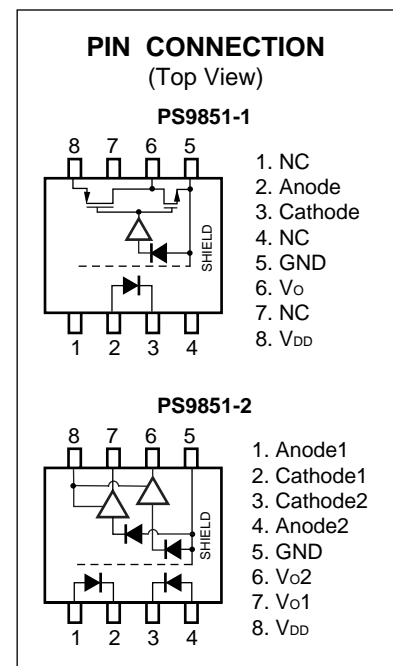 PIN CONNECTION
(Top View)
PS9851-1
8 7 6 5
SHIELD
1 2 3 4
1. NC
2. Anode
3. Cathode
4. NC
5. GND
6. VO
7. NC
8. VDD
PS9851-2
8 7 6 5
SHIELD
1 2 3 4
1. Anode1
2. Cathode1
3. Cathode2
4. Anode2
5. GND
6. VO2
7. VO1
8. VDD